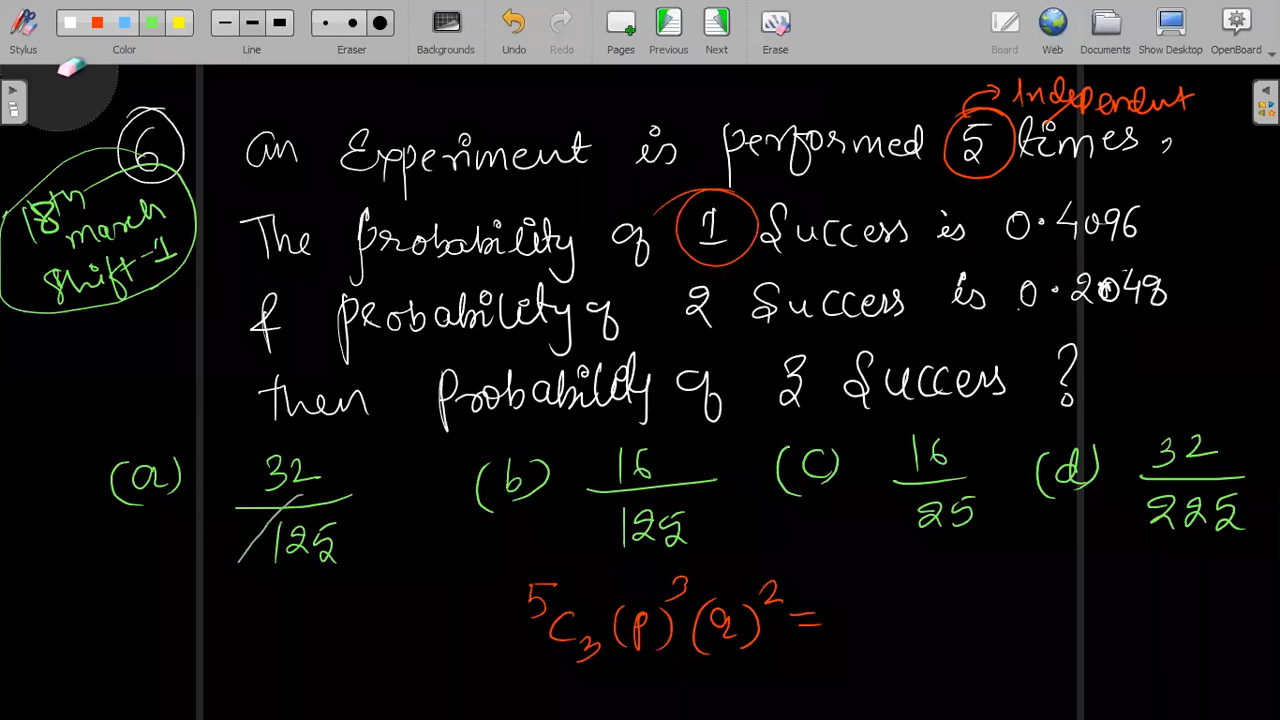 Stylus Color Line Eraser Backgrounds Undo Redo Pages Previous Next Erase Board Web Documents Show Desktop OpenBoard
Independent
6 An Experiment is performed 5 times,
18th March Shift-1
The Probability of 1 Success is 0.4096
& Probability of 2 Success is 0.2048
then Probability of 3 Success ?
(a) 32/125 (b) 16/125 (c) 16/25 (d) 32/225
⁵C₃ (p)³ (q)² =